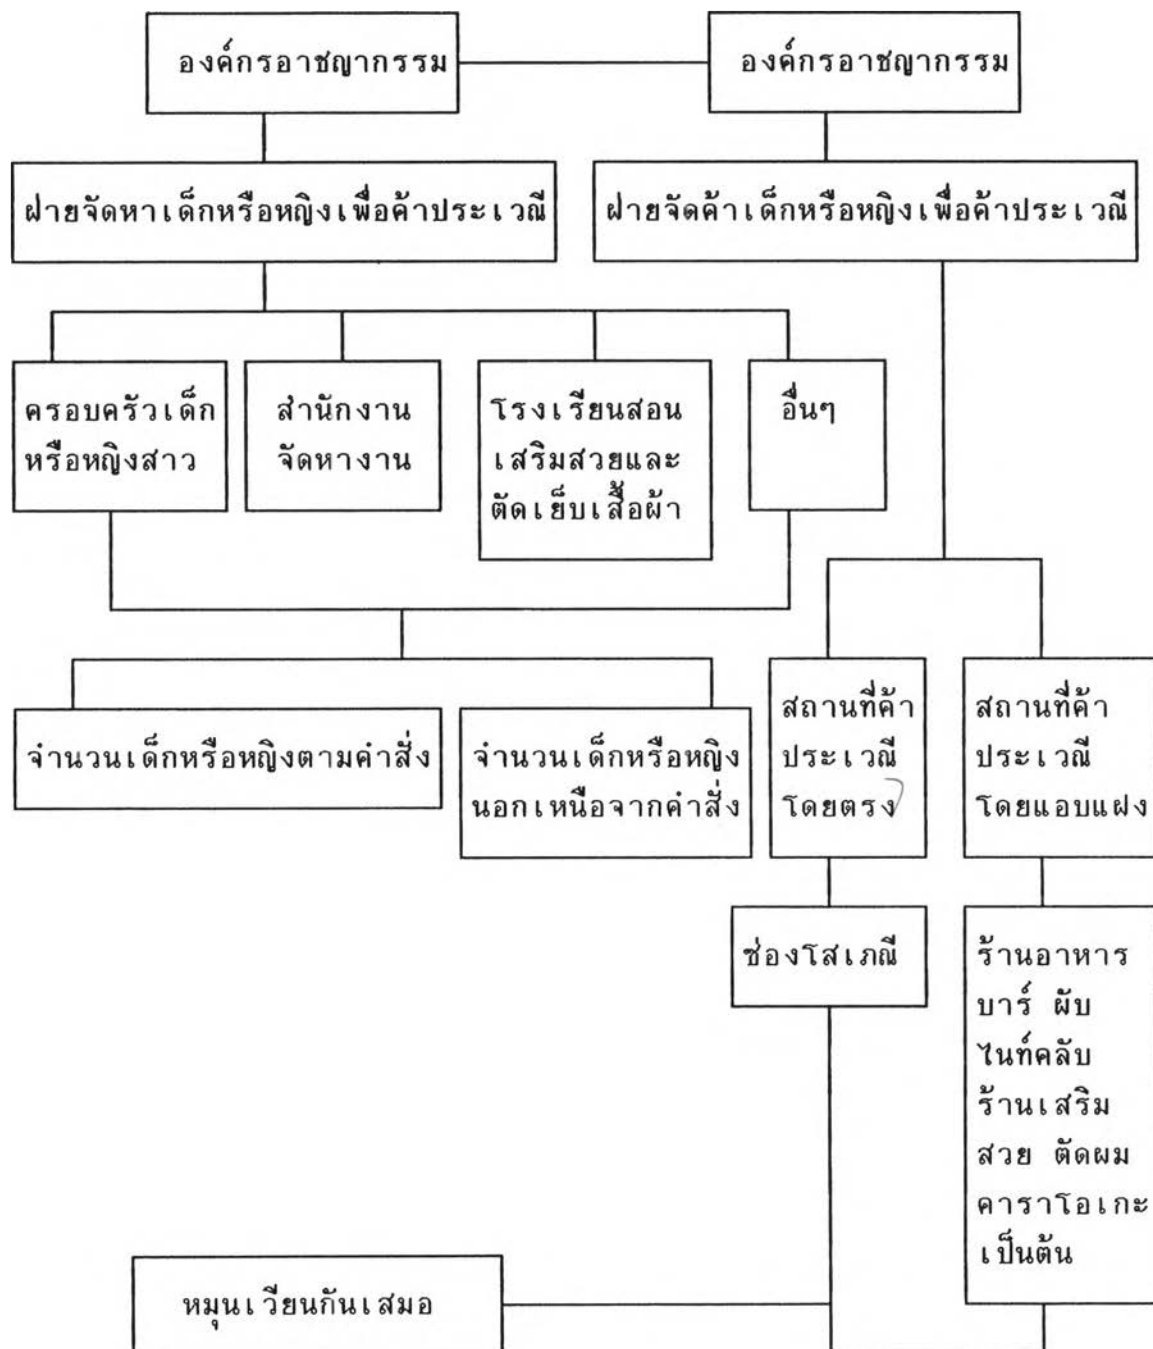 องค์กรอาชญากรรม
องค์กรอาชญากรรม
ฝ่ายจัดหาเด็กหรือหญิงเพื่อค้าประเวณี
ฝ่ายจัดค้าเด็กหรือหญิงเพื่อค้าประเวณี
ครอบครัวเด็ก
หรือหญิงสาว
สำนักงาน
จัดหางาน
โรงเรียนสอน
เสริมสวยและ
ตัดเย็บเสื้อผ้า
อื่นๆ
จำนวนเด็กหรือหญิงตามคำสั่ง
จำนวนเด็กหรือหญิง
นอกเหนือจากคำสั่ง
สถานที่ค้า
ประเวณี
โดยตรง
สถานที่ค้า
ประเวณี
โดยแอบแฝง
ซ่องโสเภณี
ร้านอาหาร
บาร์ ผับ
ไนท์คลับ
ร้านเสริม
สวย ตัดผม
คาราโอเกะ
เป็นต้น
หมุนเวียนกันเสมอ